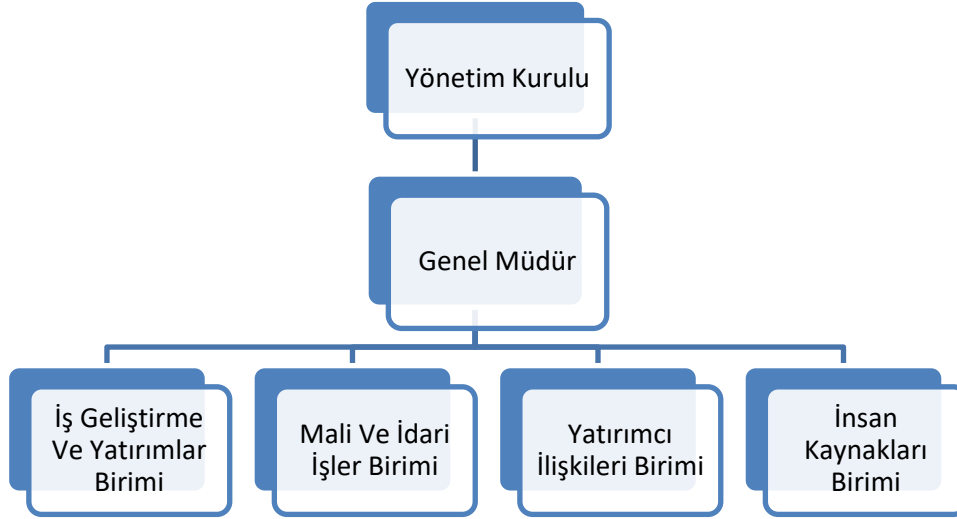 Yönetim Kurulu
Genel Müdür
İş Geliştirme
Ve Yatırımlar
Birimi
Mali Ve İdari
İşler Birimi
Yatırımcı
İlişkileri Birimi
İnsan
Kaynakları
Birimi